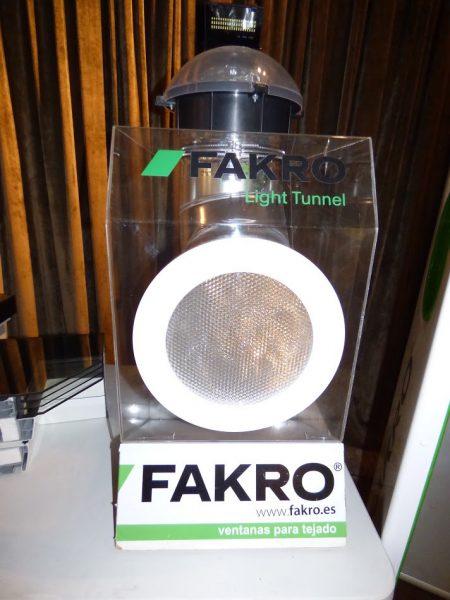 FAKRO
Light Tunnel
FAKRO®
www.fakro.es
ventanas para tejado